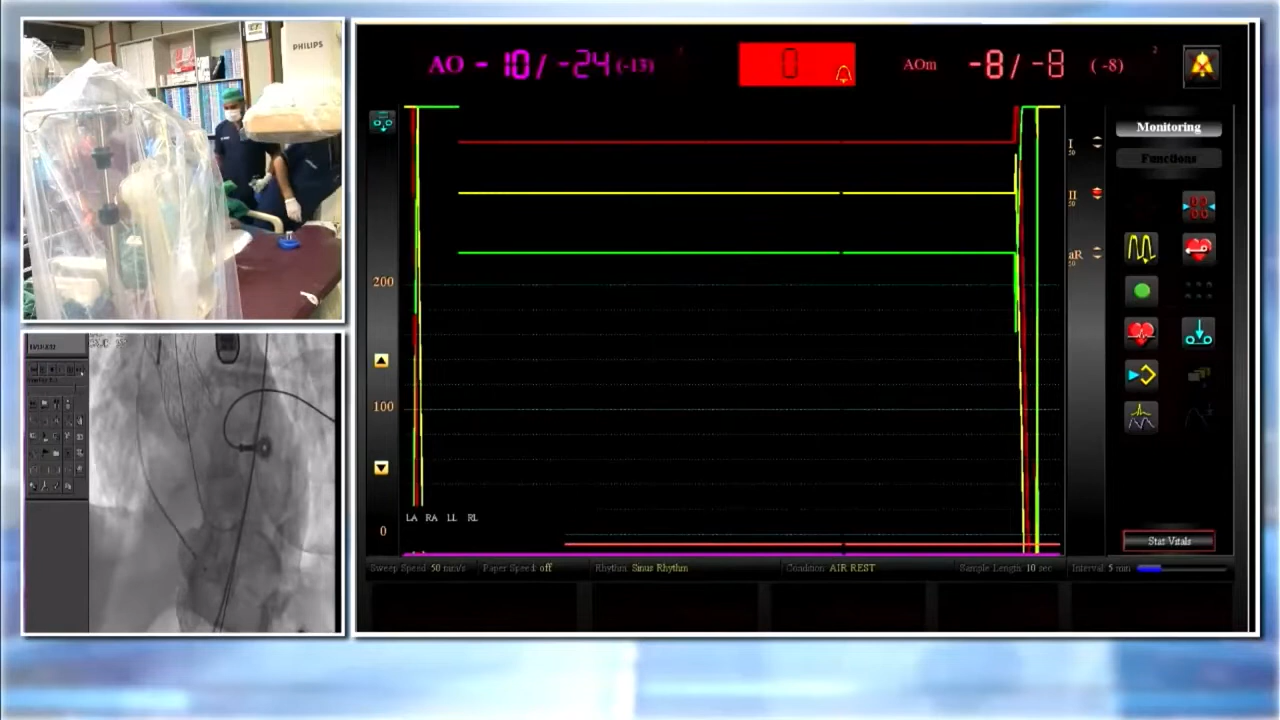 PHILIPS
AO - 10 / -24 (-13)
0
AOm -8 / -8 ( -8) 2
Monitoring
Functions
I
II
aR
200
100
0
LA RA LL RL
Sweep Speed: 50 mm/s Paper Speed: off Rhythm: Sinus Rhythm Condition: AIR REST Sample Length: 10 sec Interval: 5 min
Stat Vitals